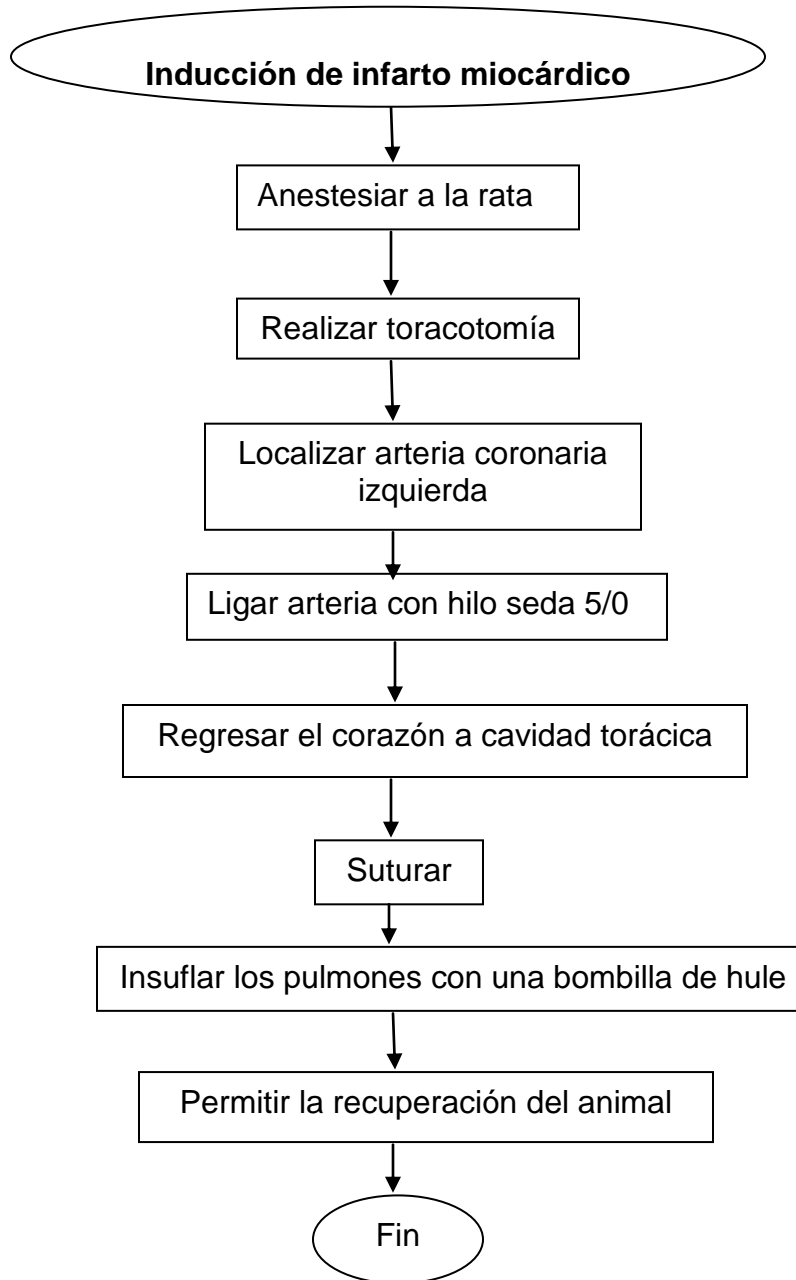 Inducción de infarto miocárdico
Anestesiar a la rata
Realizar toracotomía
Localizar arteria coronaria
izquierda
Ligar arteria con hilo seda 5/0
Regresar el corazón a cavidad torácica
Suturar
Insuflar los pulmones con una bombilla de hule
Permitir la recuperación del animal
Fin